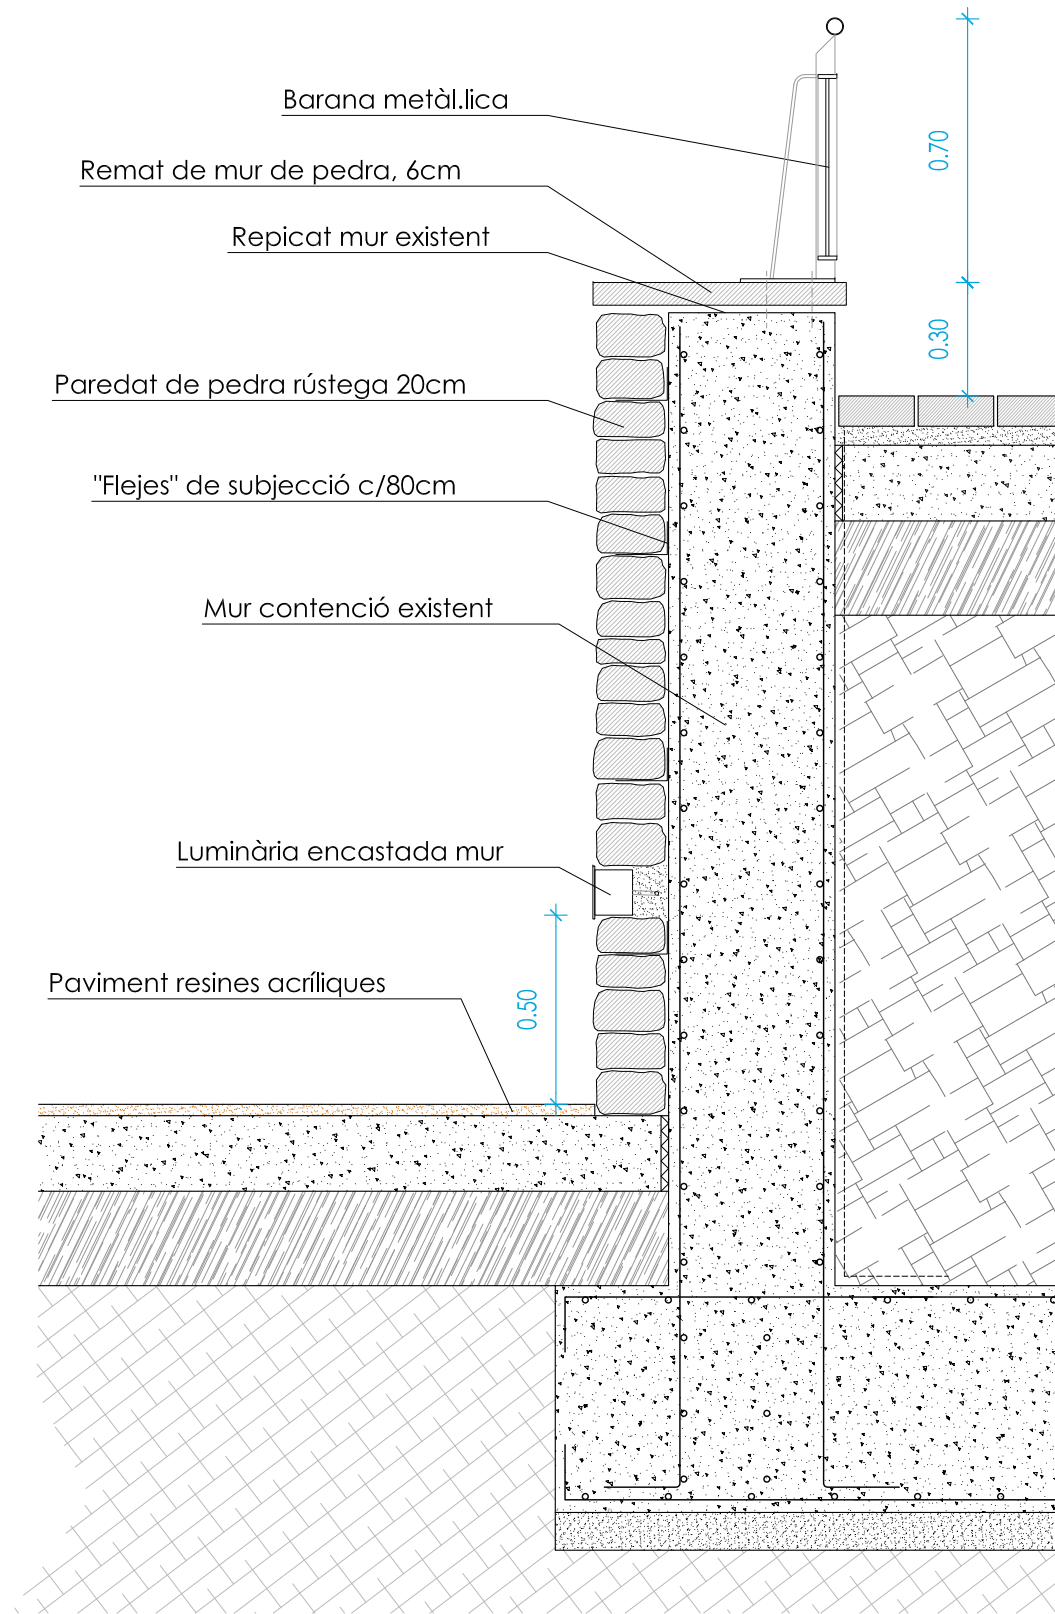 Barana metàl.lica
0.70
Remat de mur de pedra, 6cm
Repicat mur existent
0.30
Paredat de pedra rústega 20cm
"Flejes" de subjecció c/80cm
Mur contenció existent
Luminària encastada mur
Paviment resines acríliques
0.50